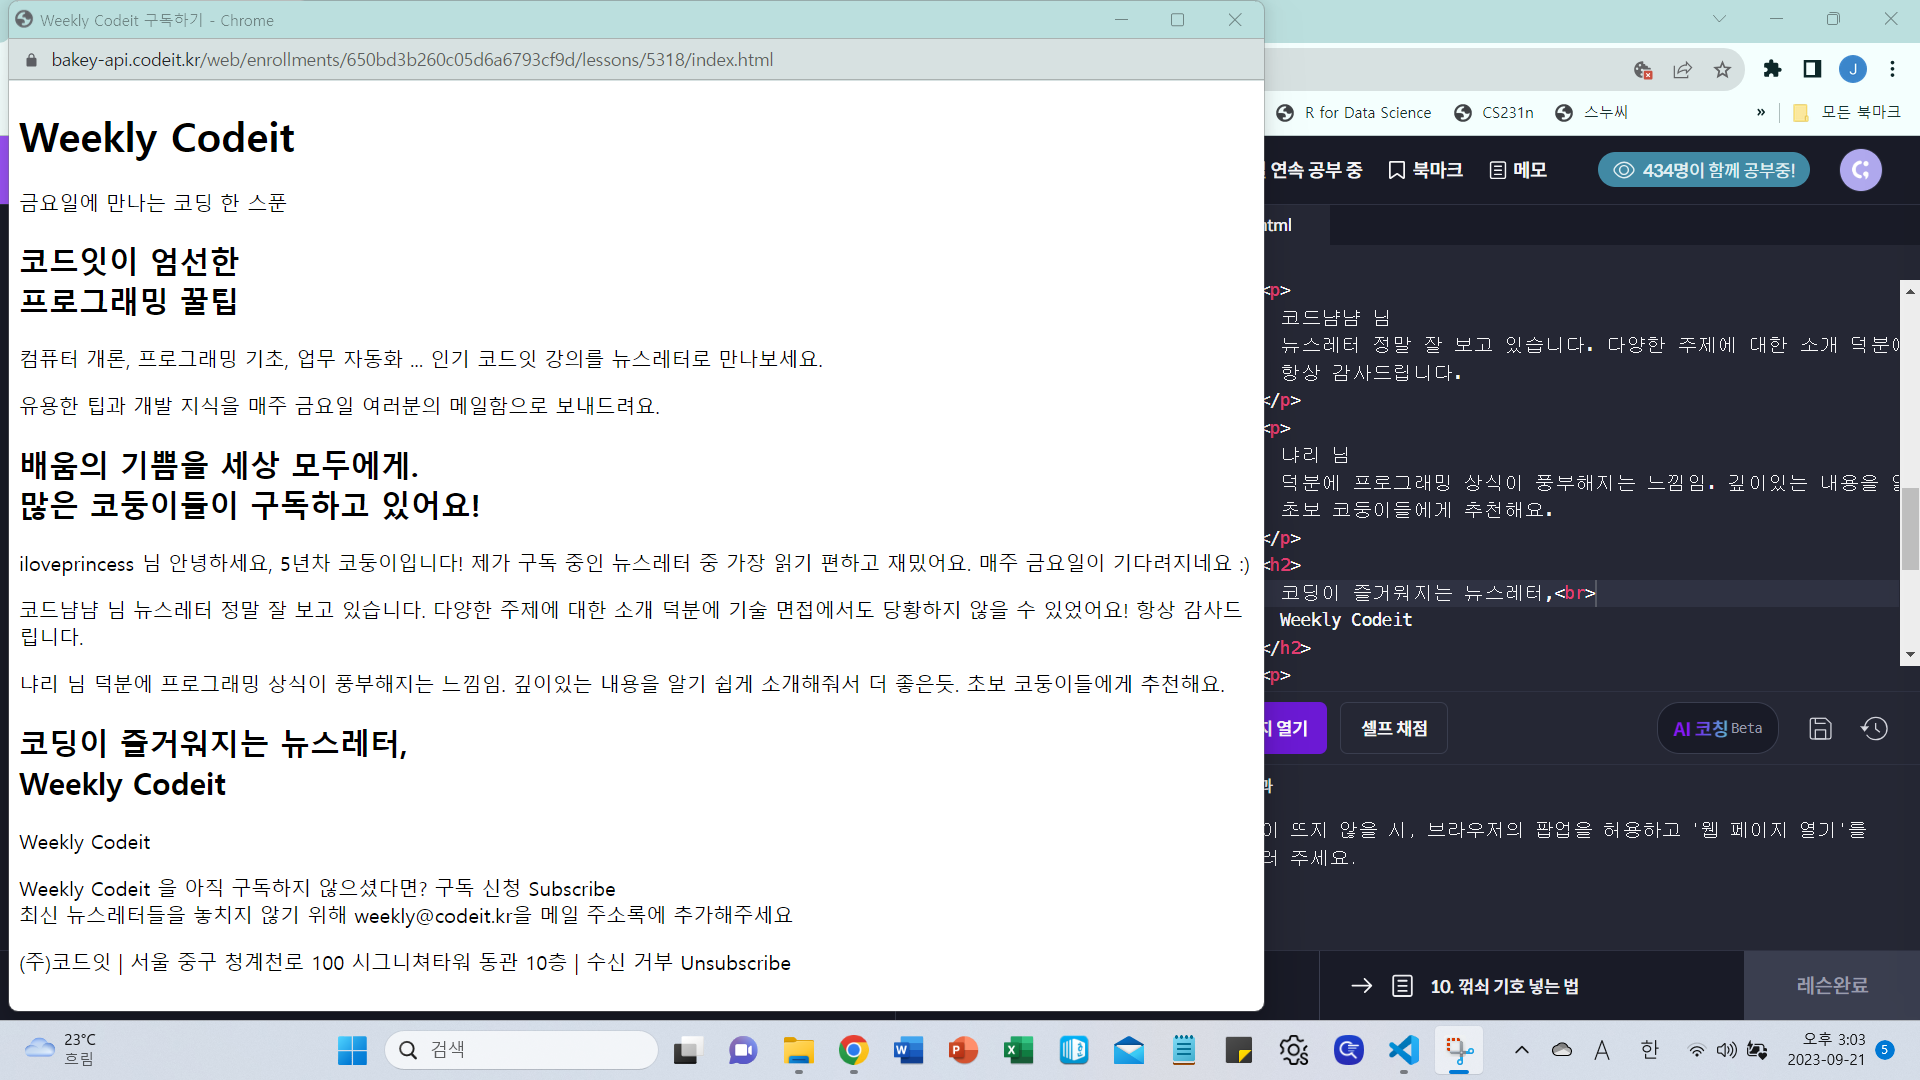 Weekly Codeit 구독하기 - Chrome
bakey-api.codeit.kr/web/enrollments/650bd3b260c05d6a6793cf9d/lessons/5318/index.html
Weekly Codeit
금요일에 만나는 코딩 한 스푼
코드잇이 엄선한
프로그래밍 꿀팁
컴퓨터 개론, 프로그래밍 기초, 업무 자동화 ... 인기 코드잇 강의를 뉴스레터로 만나보세요.
유용한 팁과 개발 지식을 매주 금요일 여러분의 메일함으로 보내드려요.
배움의 기쁨을 세상 모두에게.
많은 코둥이들이 구독하고 있어요!
iloveprincess 님 안녕하세요, 5년차 코둥이입니다! 제가 구독 중인 뉴스레터 중 가장 읽기 편하고 재밌어요. 매주 금요일이 기다려지네요 :)
코드냠냠 님 뉴스레터 정말 잘 보고 있습니다. 다양한 주제에 대한 소개 덕분에 기술 면접에서도 당황하지 않을 수 있었어요! 항상 감사드
립니다.
냐리 님 덕분에 프로그래밍 상식이 풍부해지는 느낌임. 깊이있는 내용을 알기 쉽게 소개해줘서 더 좋은듯. 초보 코둥이들에게 추천해요.
코딩이 즐거워지는 뉴스레터,
Weekly Codeit
Weekly Codeit
Weekly Codeit 을 아직 구독하지 않으셨다면? 구독 신청 Subscribe
최신 뉴스레터들을 놓치지 않기 위해 weekly@codeit.kr을 메일 주소록에 추가해주세요
(주)코드잇 | 서울 중구 청계천로 100 시그니쳐타워 동관 10층 | 수신 거부 Unsubscribe
J
R for Data Science CS231n 스누씨 » 모든 북마크
연속 공부 중 북마크 메모 434명이 함께 공부중!
html
<p>
코드냠냠 님
뉴스레터 정말 잘 보고 있습니다. 다양한 주제에 대한 소개 덕분에
항상 감사드립니다.
</p>
<p>
냐리 님
덕분에 프로그래밍 상식이 풍부해지는 느낌임. 깊이있는 내용을
초보 코둥이들에게 추천해요.
</p>
<h2>
코딩이 즐거워지는 뉴스레터,<br>
Weekly Codeit
</h2>
<p>
지 열기 셀프 채점 AI 코칭 Beta
이 뜨지 않을 시, 브라우저의 팝업을 허용하고 '웹 페이지 열기'를
려 주세요.
→ 10. 꺾쇠 기호 넣는 법 레슨완료
23°C
흐림
검색
A 한
오후 3:03
2023-09-21
5